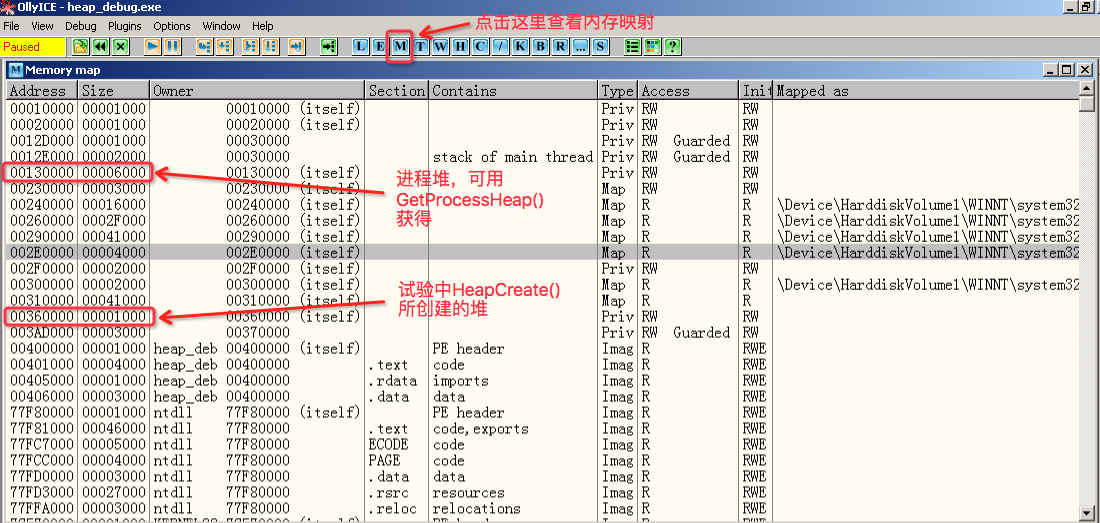 OllyICE - heap_debug.exe
File View Debug Plugins Options Window Help
点击这里查看内存映射
Paused L E M T W H C / K B R ... S ?
M Memory map
Address Size Owner Section Contains Type Access Init Mapped as
00010000 00001000 00010000 (itself) Priv RW RW
00020000 00001000 00020000 (itself) Priv RW RW
0012D000 00001000 00030000 Priv RW Guarded RW
0012E000 00002000 00030000 stack of main thread Priv RW Guarded RW
00130000 00006000 00130000 (itself) Priv RW RW
00230000 00003000 00230000 (itself) Map RW RW
00240000 00016000 00240000 (itself) Map R R \Device\HarddiskVolume1\WINNT\system32
00260000 0002F000 00260000 (itself) Map R R \Device\HarddiskVolume1\WINNT\system32
00290000 00041000 00290000 (itself) Map R R \Device\HarddiskVolume1\WINNT\system32
002E0000 00004000 002E0000 (itself) Map R R \Device\HarddiskVolume1\WINNT\system32
002F0000 00002000 002F0000 (itself) Priv RW RW
00300000 00002000 00300000 (itself) Map R R \Device\HarddiskVolume1\WINNT\system32
00310000 00041000 00310000 (itself) Map R R
00360000 00001000 00360000 (itself) Priv RW RW
003AD000 00003000 00370000 Priv RW Guarded RW
00400000 00001000 heap_deb 00400000 (itself) PE header Imag R RWE
00401000 00004000 heap_deb 00400000 .text code Imag R RWE
00405000 00001000 heap_deb 00400000 .rdata imports Imag R RWE
00406000 00003000 heap_deb 00400000 .data data Imag R RWE
77F80000 00001000 ntdll 77F80000 (itself) PE header Imag R RWE
77F81000 00046000 ntdll 77F80000 .text code,exports Imag R RWE
77FC7000 00005000 ntdll 77F80000 ECODE code Imag R RWE
77FCC000 00004000 ntdll 77F80000 PAGE code Imag R RWE
77FD0000 00003000 ntdll 77F80000 .data data Imag R RWE
77FD3000 00027000 ntdll 77F80000 .rsrc resources Imag R RWE
77FFA000 00003000 ntdll 77F80000 .reloc relocations Imag R RWE
进程堆，可用
GetProcessHeap()
获得
试验中HeapCreate()
所创建的堆